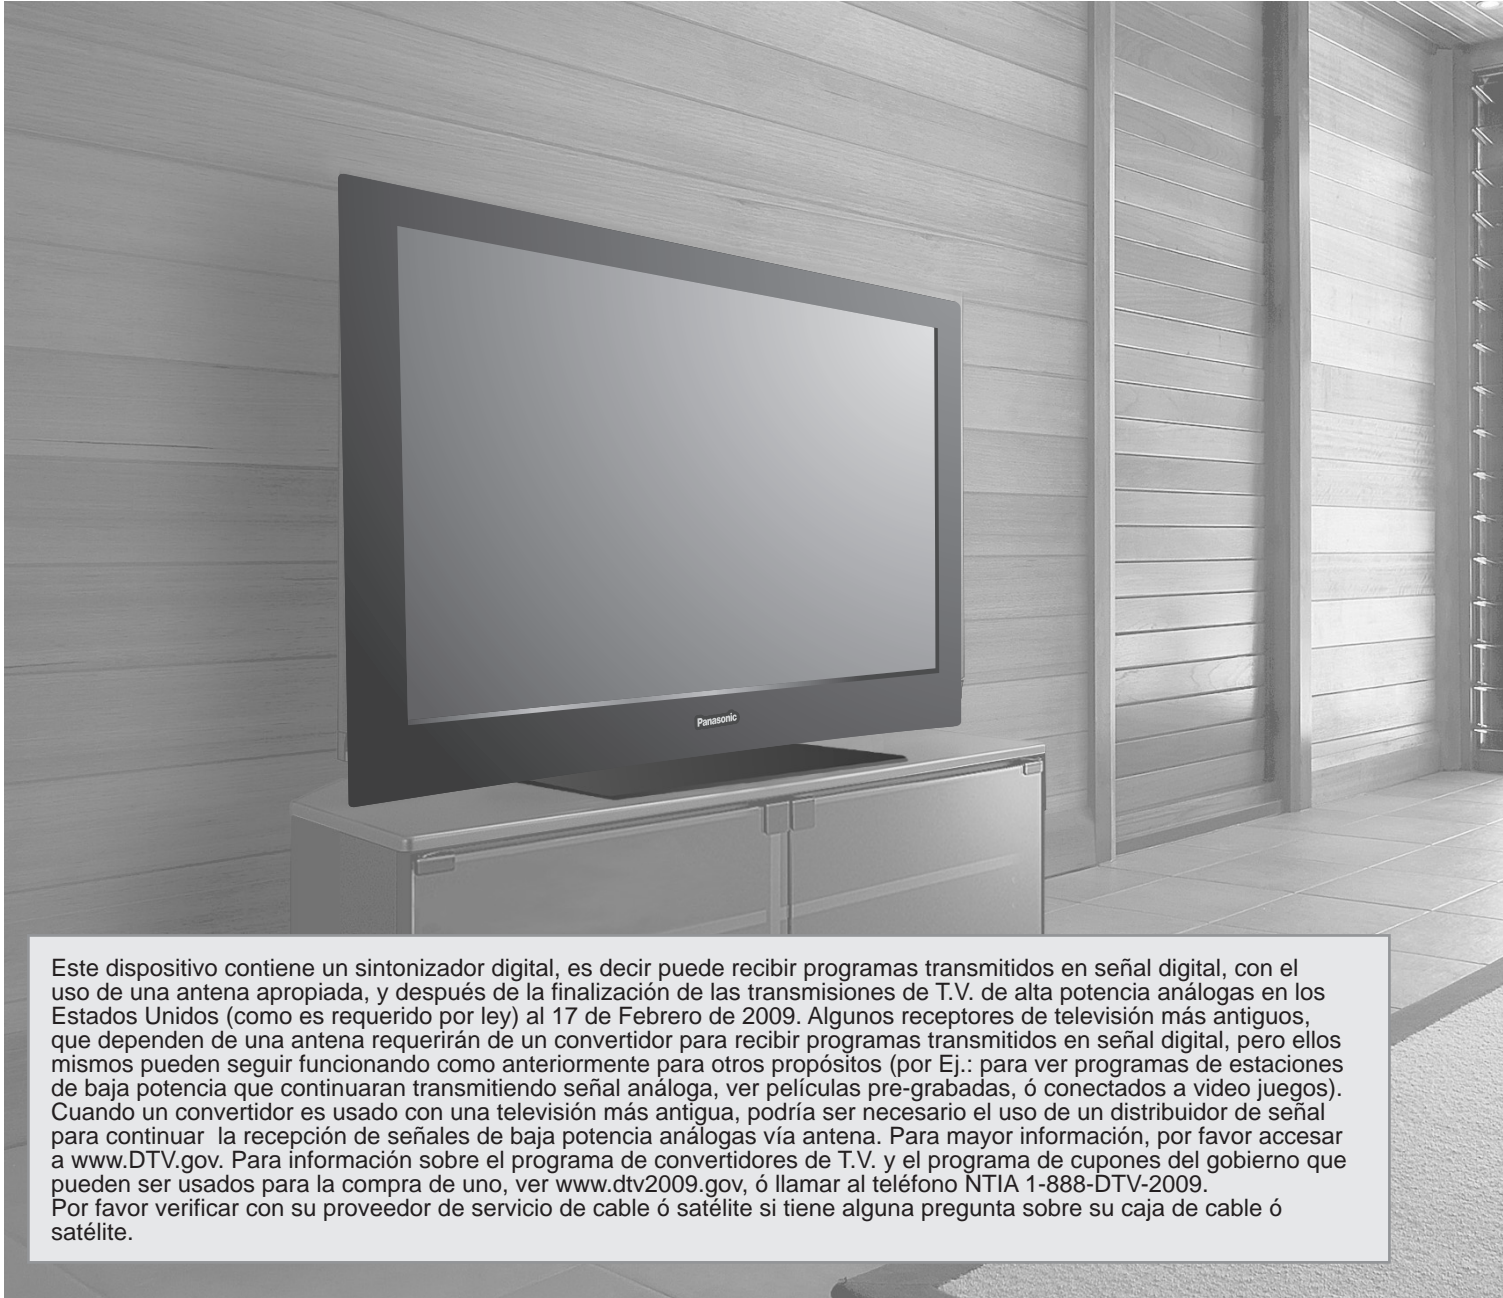 Panasonic
Este dispositivo contiene un sintonizador digital, es decir puede recibir programas transmitidos en señal digital, con el
uso de una antena apropiada, y después de la finalización de las transmisiones de T.V. de alta potencia análogas en los
Estados Unidos (como es requerido por ley) al 17 de Febrero de 2009. Algunos receptores de televisión más antiguos,
que dependen de una antena requerirán de un convertidor para recibir programas transmitidos en señal digital, pero ellos
mismos pueden seguir funcionando como anteriormente para otros propósitos (por Ej.: para ver programas de estaciones
de baja potencia que continuaran transmitiendo señal análoga, ver películas pre-grabadas, ó conectados a video juegos).
Cuando un convertidor es usado con una televisión más antigua, podría ser necesario el uso de un distribuidor de señal
para continuar  la recepción de señales de baja potencia análogas vía antena. Para mayor información, por favor accesar
a www.DTV.gov. Para información sobre el programa de convertidores de T.V. y el programa de cupones del gobierno que
pueden ser usados para la compra de uno, ver www.dtv2009.gov, ó llamar al teléfono NTIA 1-888-DTV-2009.
Por favor verificar con su proveedor de servicio de cable ó satélite si tiene alguna pregunta sobre su caja de cable ó
satélite.